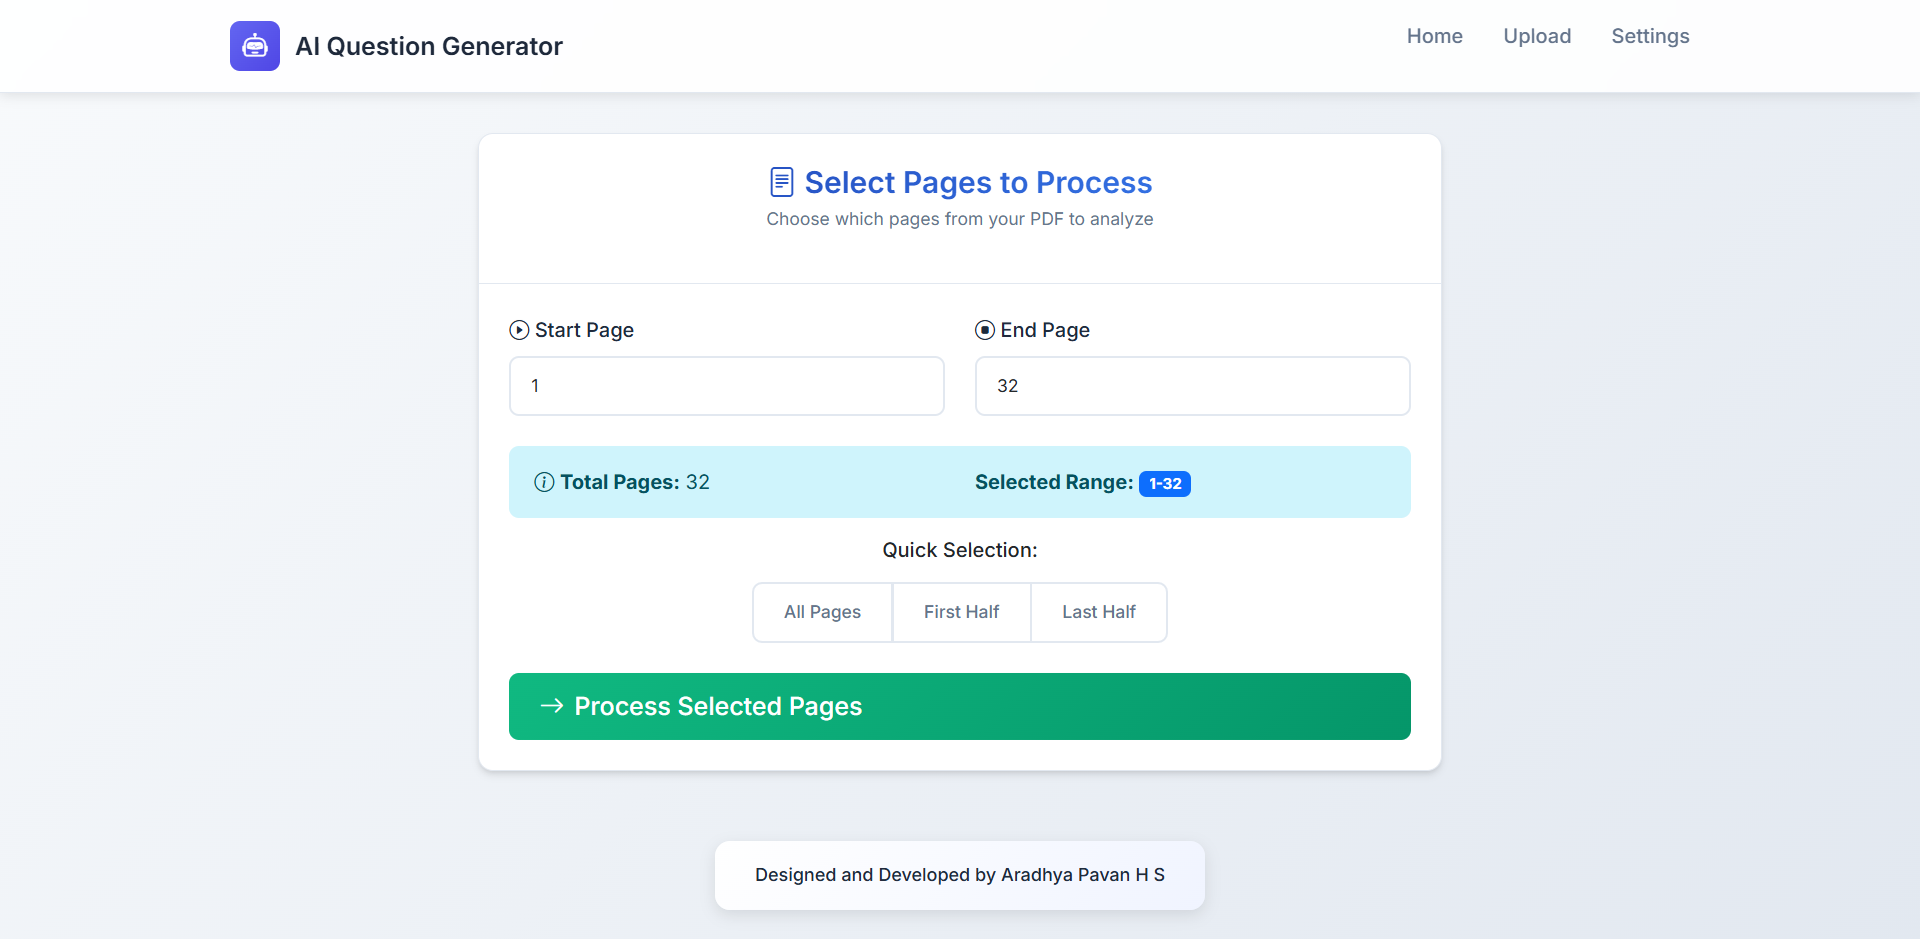 AI Question Generator
Home Upload Settings
Select Pages to Process
Choose which pages from your PDF to analyze
Start Page
End Page
1
32
Total Pages: 32
Selected Range: 1-32
Quick Selection:
All Pages First Half Last Half
Process Selected Pages
Designed and Developed by Aradhya Pavan H S